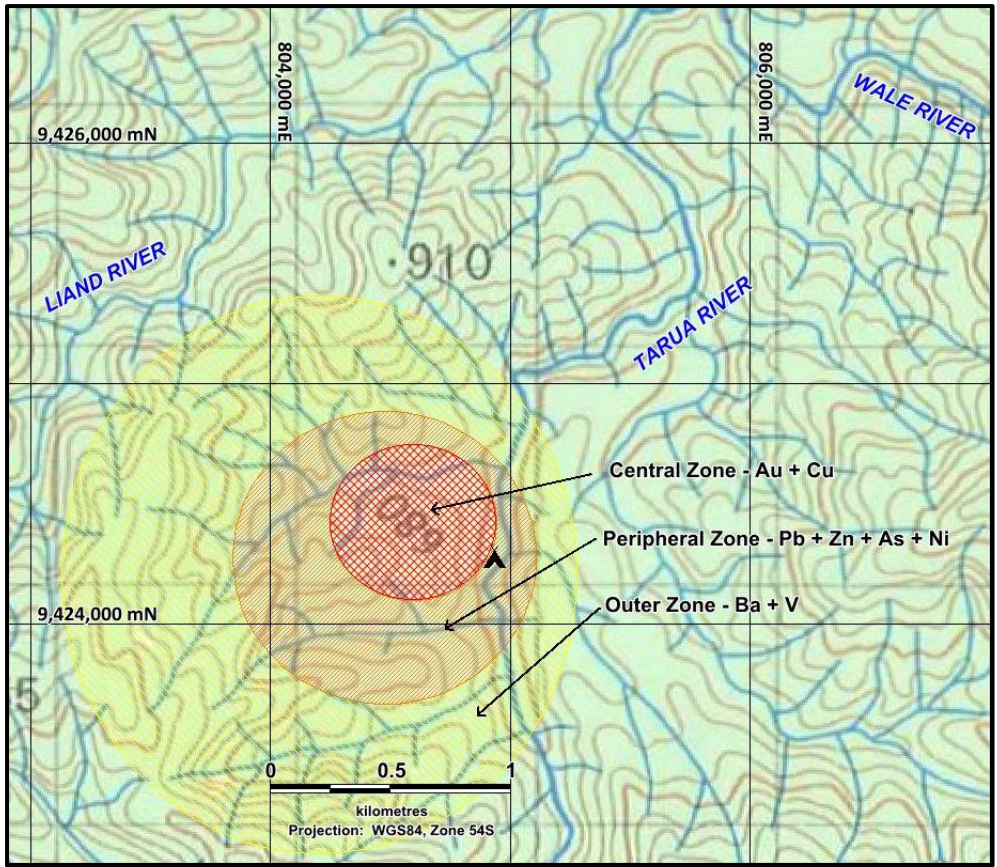 804,000 mE
806,000 mE
WALE RIVER
9,426,000 mN
LIAND RIVER
910
TARUA RIVER
Central Zone - Au + Cu
680
Peripheral Zone - Pb + Zn + As + Ni
Outer Zone - Ba + V
9,424,000 mN
5
0 0.5 1
kilometres
Projection: WGS84, Zone 54S